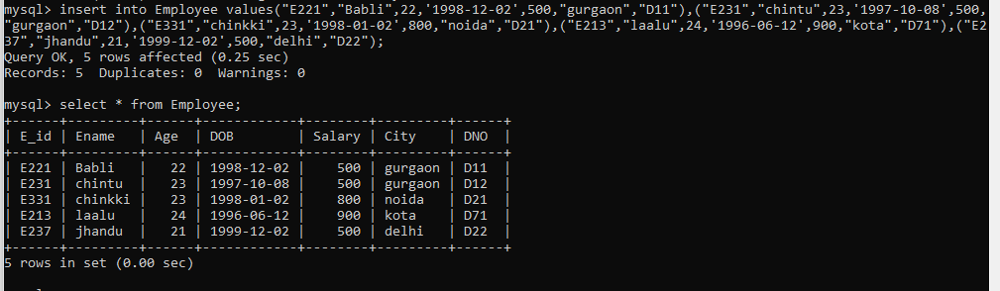 mysql> insert into Employee values("E221","Babli",22,'1998-12-02',500,"gurgaon","D11"),("E231","chintu",23,'1997-10-08',500,
"gurgaon","D12"),("E331","chinkki",23,'1998-01-02',800,"noida","D21"),("E213","laalu",24,'1996-06-12',900,"kota","D71"),("E2
37","jhandu",21,'1999-12-02',500,"delhi","D22");
Query OK, 5 rows affected (0.25 sec)
Records: 5  Duplicates: 0  Warnings: 0

mysql> select * from Employee;
+------+---------+------+------------+--------+---------+------+
| E_id | Ename   | Age  | DOB        | Salary | City    | DNO  |
+------+---------+------+------------+--------+---------+------+
| E221 | Babli   |   22 | 1998-12-02 |    500 | gurgaon | D11  |
| E231 | chintu  |   23 | 1997-10-08 |    500 | gurgaon | D12  |
| E331 | chinkki |   23 | 1998-01-02 |    800 | noida   | D21  |
| E213 | laalu   |   24 | 1996-06-12 |    900 | kota    | D71  |
| E237 | jhandu  |   21 | 1999-12-02 |    500 | delhi   | D22  |
+------+---------+------+------------+--------+---------+------+
5 rows in set (0.00 sec)